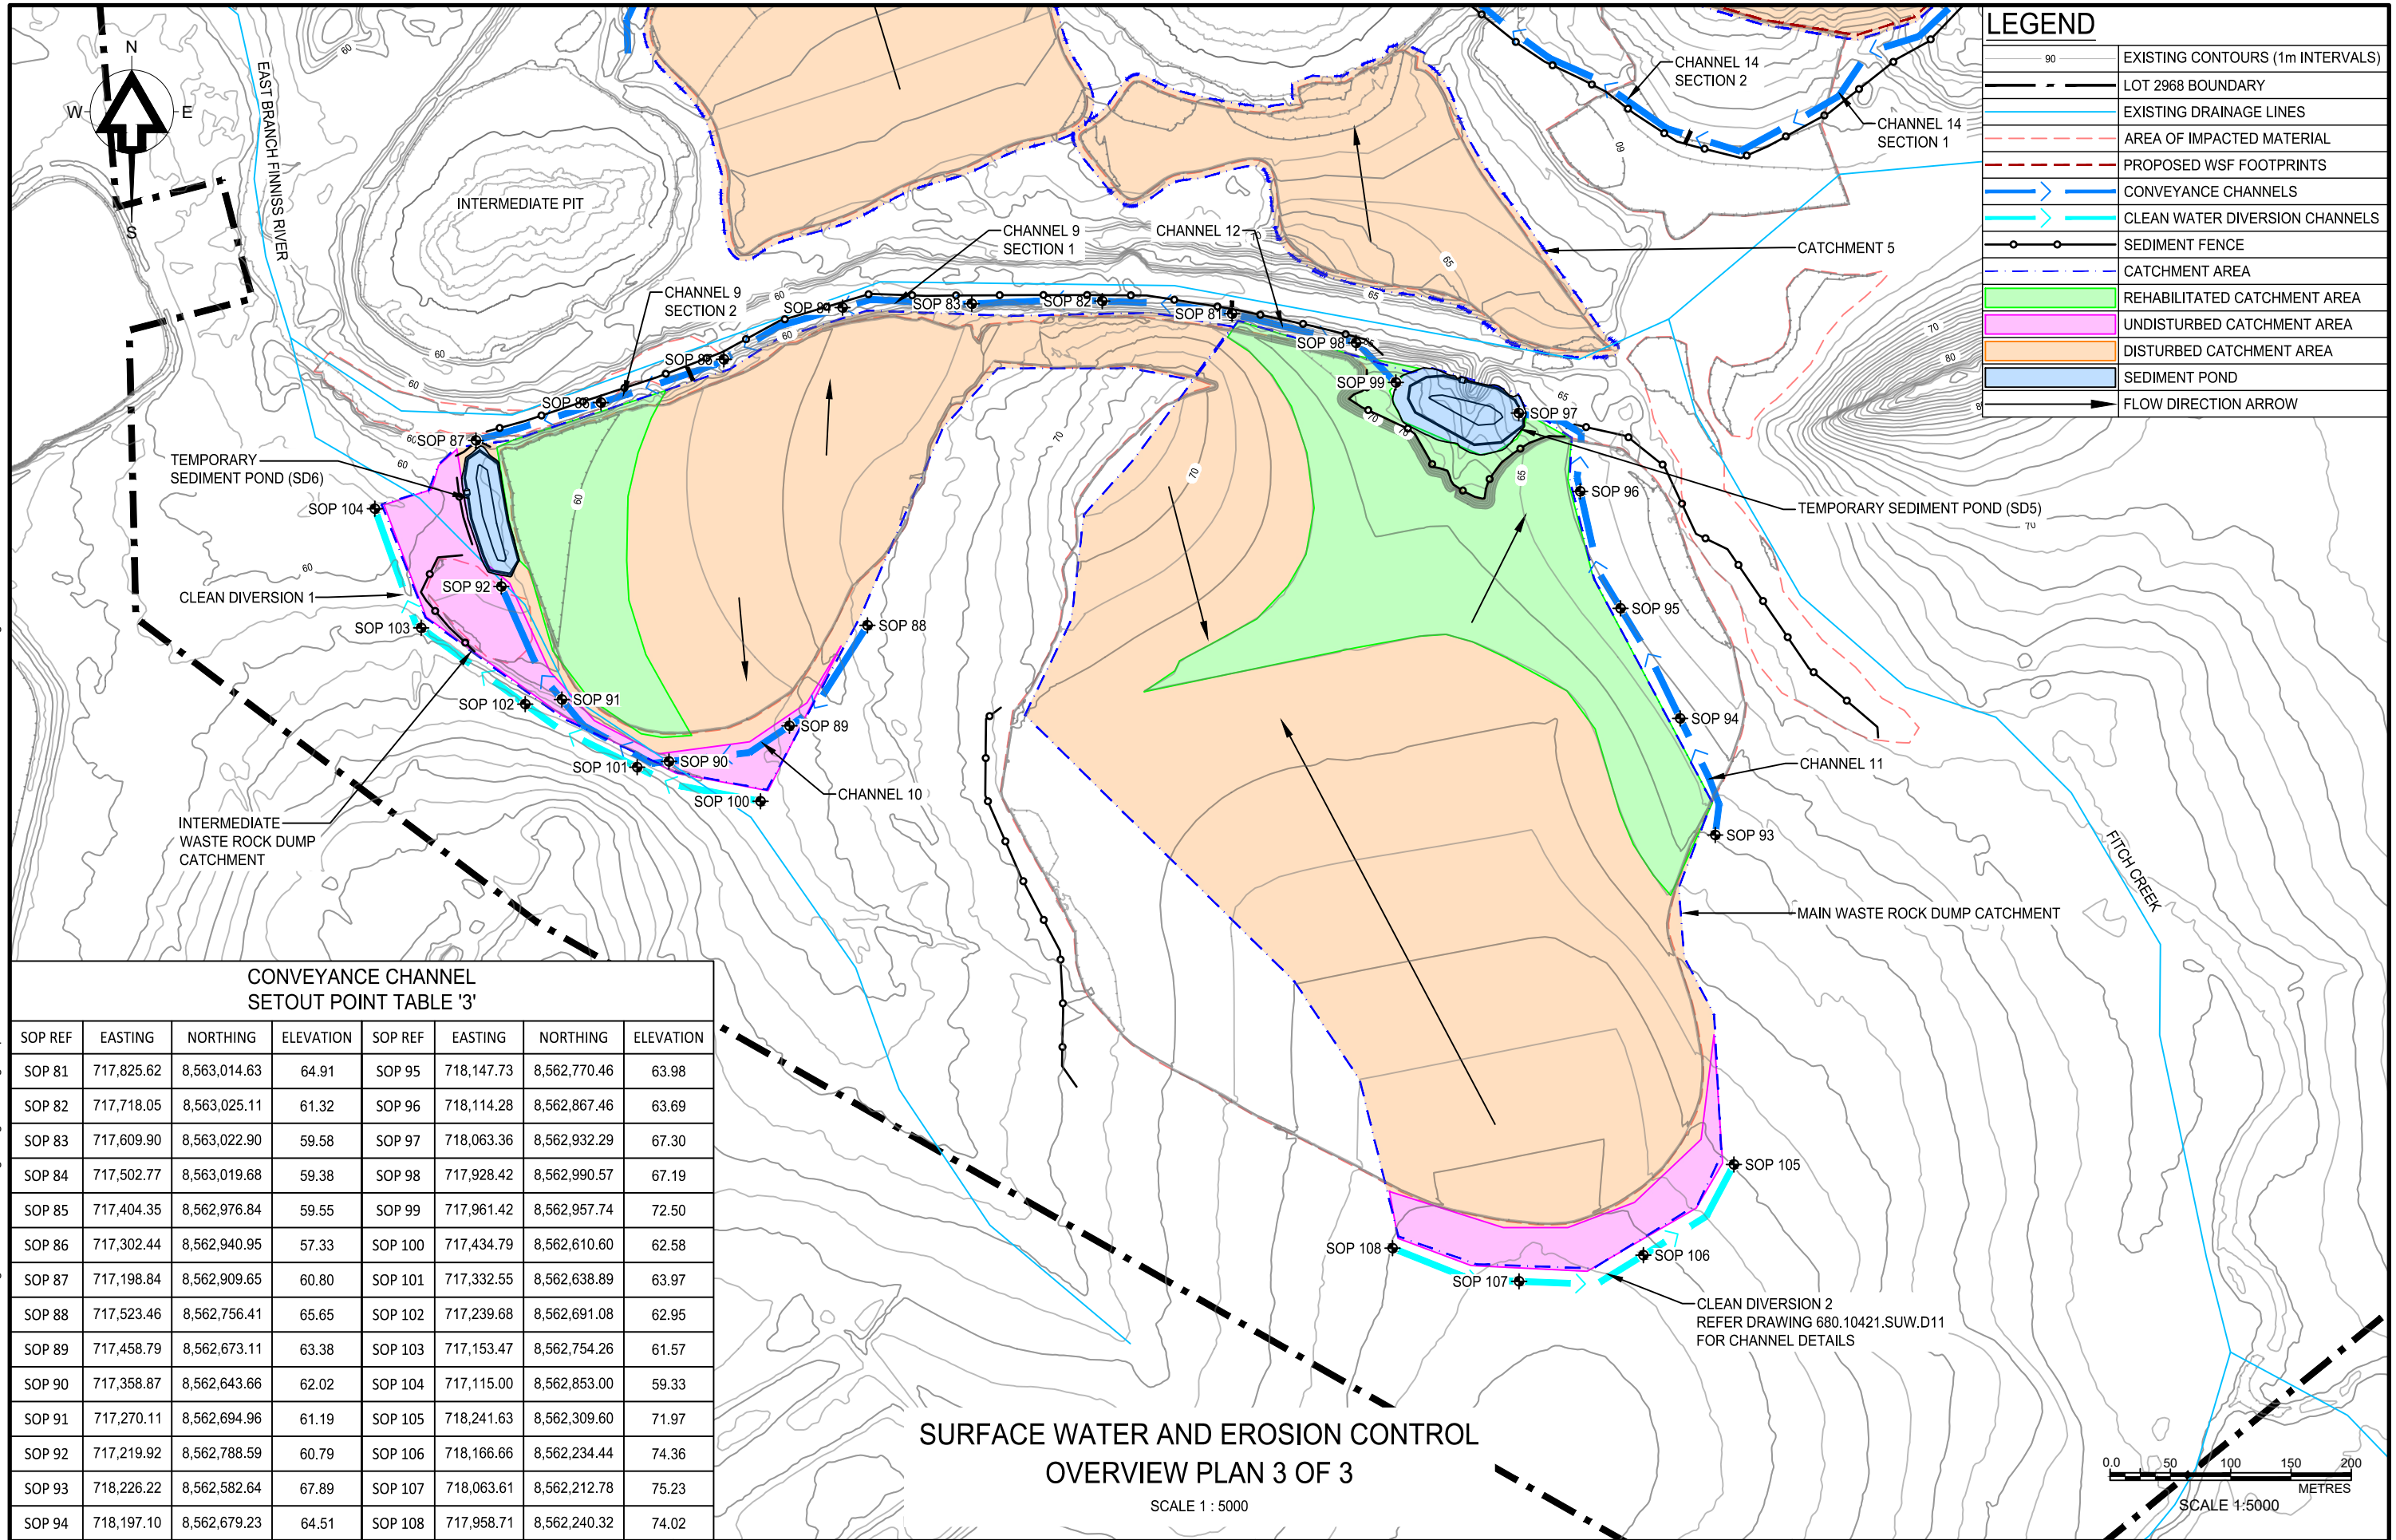 LEGEND
90 EXISTING CONTOURS (1m INTERVALS)
LOT 2968 BOUNDARY
EXISTING DRAINAGE LINES
AREA OF IMPACTED MATERIAL
PROPOSED WSF FOOTPRINTS
CONVEYANCE CHANNELS
CLEAN WATER DIVERSION CHANNELS
SEDIMENT FENCE
CATCHMENT AREA
REHABILITATED CATCHMENT AREA
UNDISTURBED CATCHMENT AREA
DISTURBED CATCHMENT AREA
SEDIMENT POND
FLOW DIRECTION ARROW
N
W E
S
EAST BRANCH FINNISS RIVER
INTERMEDIATE PIT
60
CHANNEL 14
SECTION 2
CHANNEL 14
SECTION 1
60
CHANNEL 9
SECTION 1
CHANNEL 12
70
CATCHMENT 5
65
65
CHANNEL 9
SECTION 2
60
60
60
60
60
60
60
60
60
SOP 81
SOP 82
SOP 83
SOP 84
SOP 85
SOP 86
SOP 87
SOP 98
SOP 99
SOP 97
65
70
80
70
70
70
70
65
70
SOP 96
TEMPORARY
SEDIMENT POND (SD6)
TEMPORARY SEDIMENT POND (SD5)
SOP 104
SOP 92
CLEAN DIVERSION 1
SOP 103
SOP 88
SOP 95
SOP 91
SOP 102
SOP 89
SOP 94
SOP 101
SOP 90
SOP 100
CHANNEL 10
CHANNEL 11
SOP 93
INTERMEDIATE
WASTE ROCK DUMP
CATCHMENT
FITCH CREEK
MAIN WASTE ROCK DUMP CATCHMENT
SOP 105
SOP 108
SOP 106
SOP 107
CLEAN DIVERSION 2
REFER DRAWING 680.10421.SUW.D11
FOR CHANNEL DETAILS
CONVEYANCE CHANNEL
SETOUT POINT TABLE '3'
SOP REF EASTING NORTHING ELEVATION SOP REF EASTING NORTHING ELEVATION
SOP 81 717,825.62 8,563,014.63 64.91 SOP 95 718,147.73 8,562,770.46 63.98
SOP 82 717,718.05 8,563,025.11 61.32 SOP 96 718,114.28 8,562,867.46 63.69
SOP 83 717,609.90 8,563,022.90 59.58 SOP 97 718,063.36 8,562,932.29 67.30
SOP 84 717,502.77 8,563,019.68 59.38 SOP 98 717,928.42 8,562,990.57 67.19
SOP 85 717,404.35 8,562,976.84 59.55 SOP 99 717,961.42 8,562,957.74 72.50
SOP 86 717,302.44 8,562,940.95 57.33 SOP 100 717,434.79 8,562,610.60 62.58
SOP 87 717,198.84 8,562,909.65 60.80 SOP 101 717,332.55 8,562,638.89 63.97
SOP 88 717,523.46 8,562,756.41 65.65 SOP 102 717,239.68 8,562,691.08 62.95
SOP 89 717,458.79 8,562,673.11 63.38 SOP 103 717,153.47 8,562,754.26 61.57
SOP 90 717,358.87 8,562,643.66 62.02 SOP 104 717,115.00 8,562,853.00 59.33
SOP 91 717,270.11 8,562,694.96 61.19 SOP 105 718,241.63 8,562,309.60 71.97
SOP 92 717,219.92 8,562,788.59 60.79 SOP 106 718,166.66 8,562,234.44 74.36
SOP 93 718,226.22 8,562,582.64 67.89 SOP 107 718,063.61 8,562,212.78 75.23
SOP 94 718,197.10 8,562,679.23 64.51 SOP 108 717,958.71 8,562,240.32 74.02
SURFACE WATER AND EROSION CONTROL
OVERVIEW PLAN 3 OF 3
SCALE 1 : 5000
0.0 50 100 150 200
METRES
SCALE 1:5000